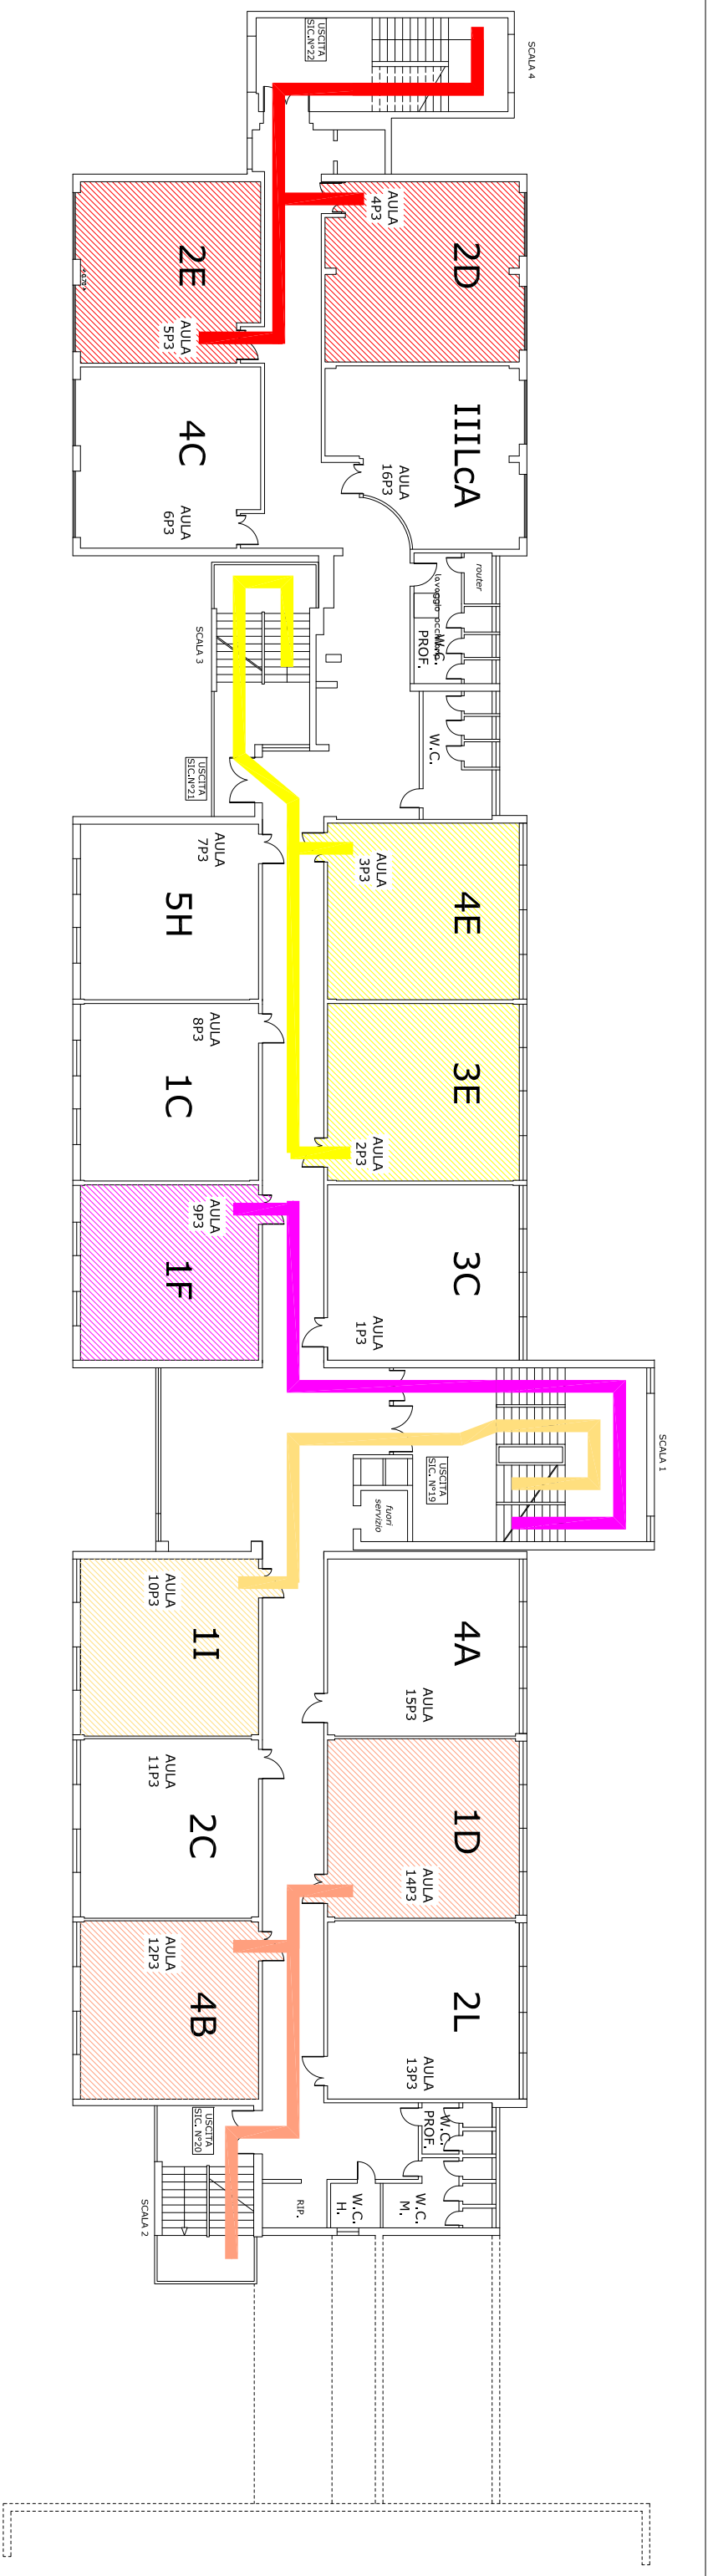 SCALA 4
USCITA
SIC.N°22
AULA
4P3
2D
2E
AULA
5P3
IIILcA
AULA
16P3
4C
AULA
6P3
router
lavaggio
W.C.
PROF.
SCALA 3
W.C.
USCITA
SIC.N°21
AULA
7P3
5H
AULA
3P3
4E
AULA
8P3
1C
3E
AULA
2P3
AULA
9P3
1F
3C
AULA
1P3
SCALA 1
USCITA
SIC. N°19
fuori
servizio
AULA
10P3
1I
4A
AULA
15P3
AULA
11P3
2C
1D
AULA
14P3
AULA
12P3
4B
2L
AULA
13P3
USCITA
SIC. N°20
W.C.
PROF.
SCALA 2
RIP.
W.C.
H.
W.C.
M.